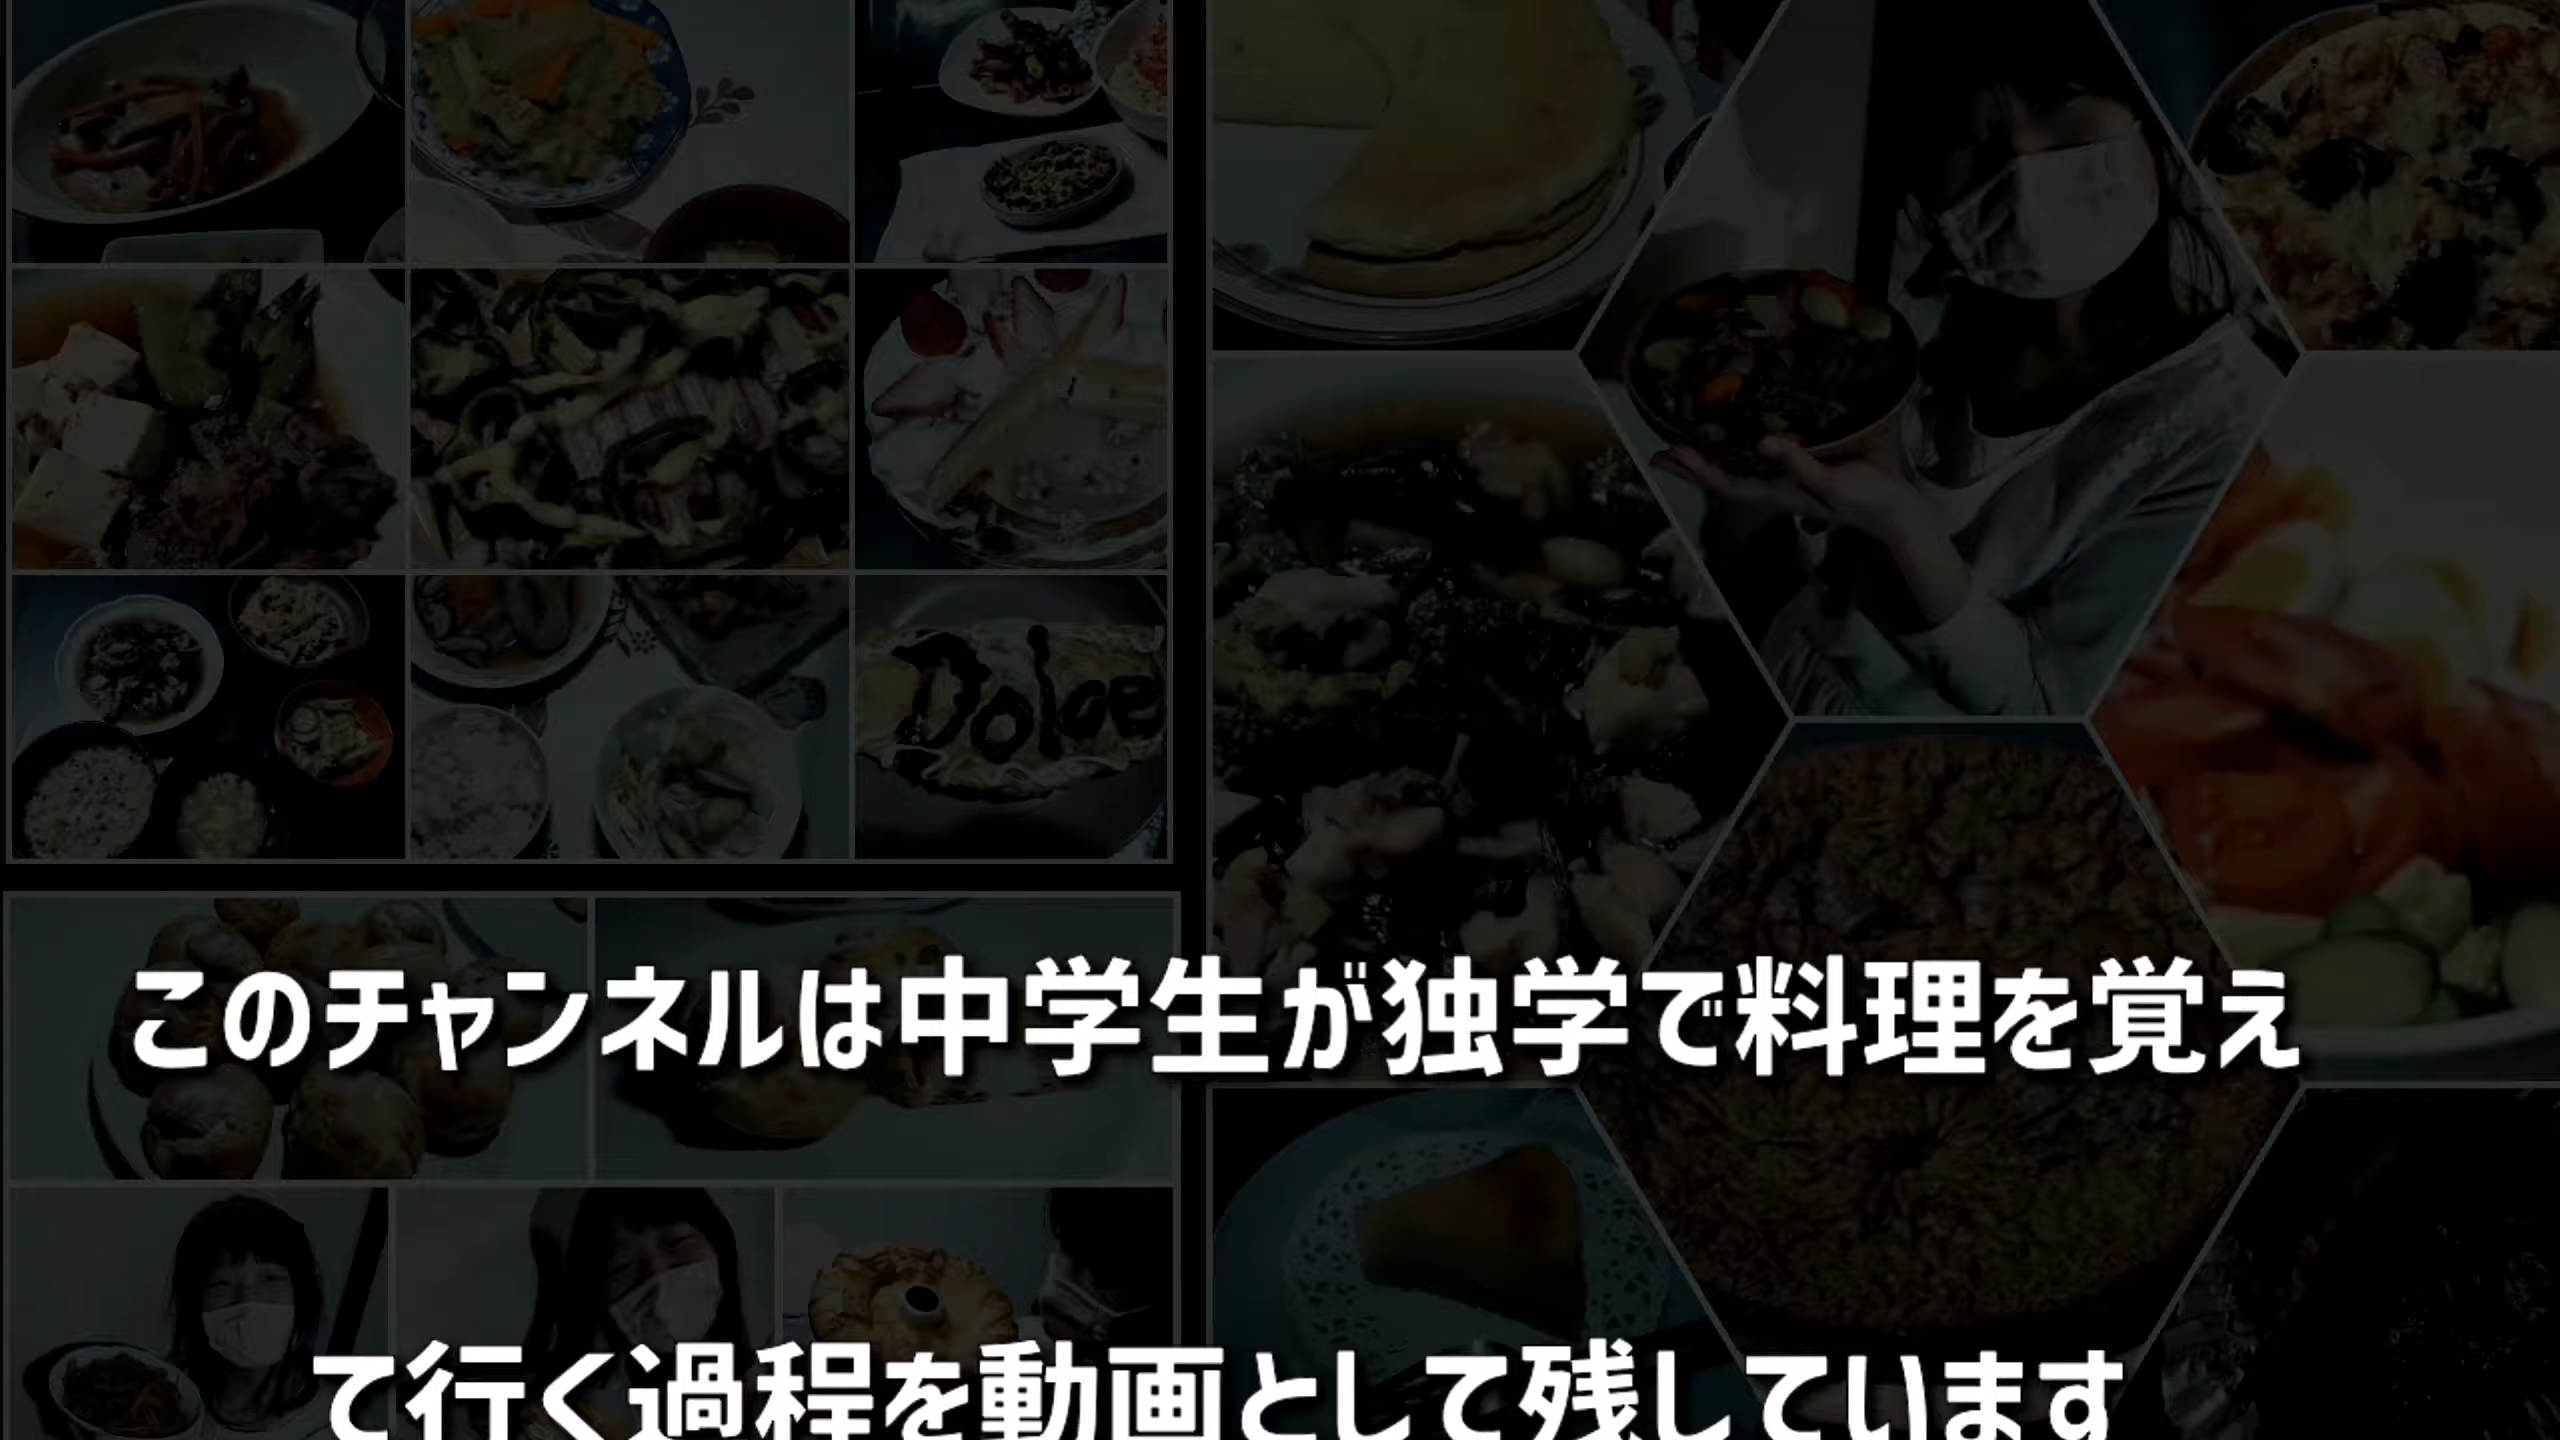 Dolce
このチャンネルは中学生が独学で料理を覚え
て行く過程を動画として残しています